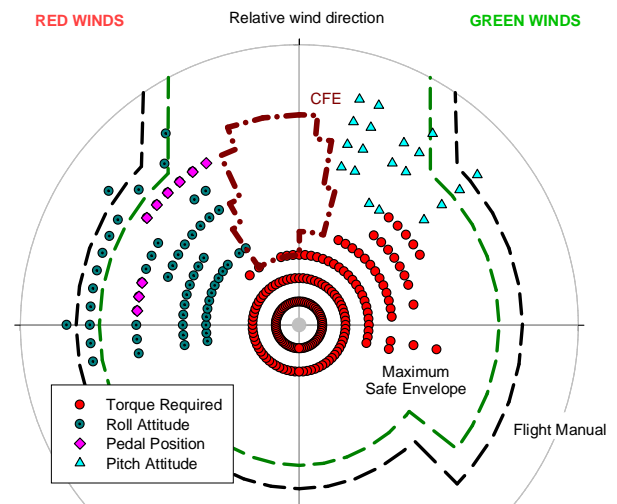 RED WINDS
Relative wind direction
GREEN WINDS
CFE
Maximum
Safe Envelope
Torque Required
Roll Attitude
Pedal Position
Pitch Attitude
Flight Manual